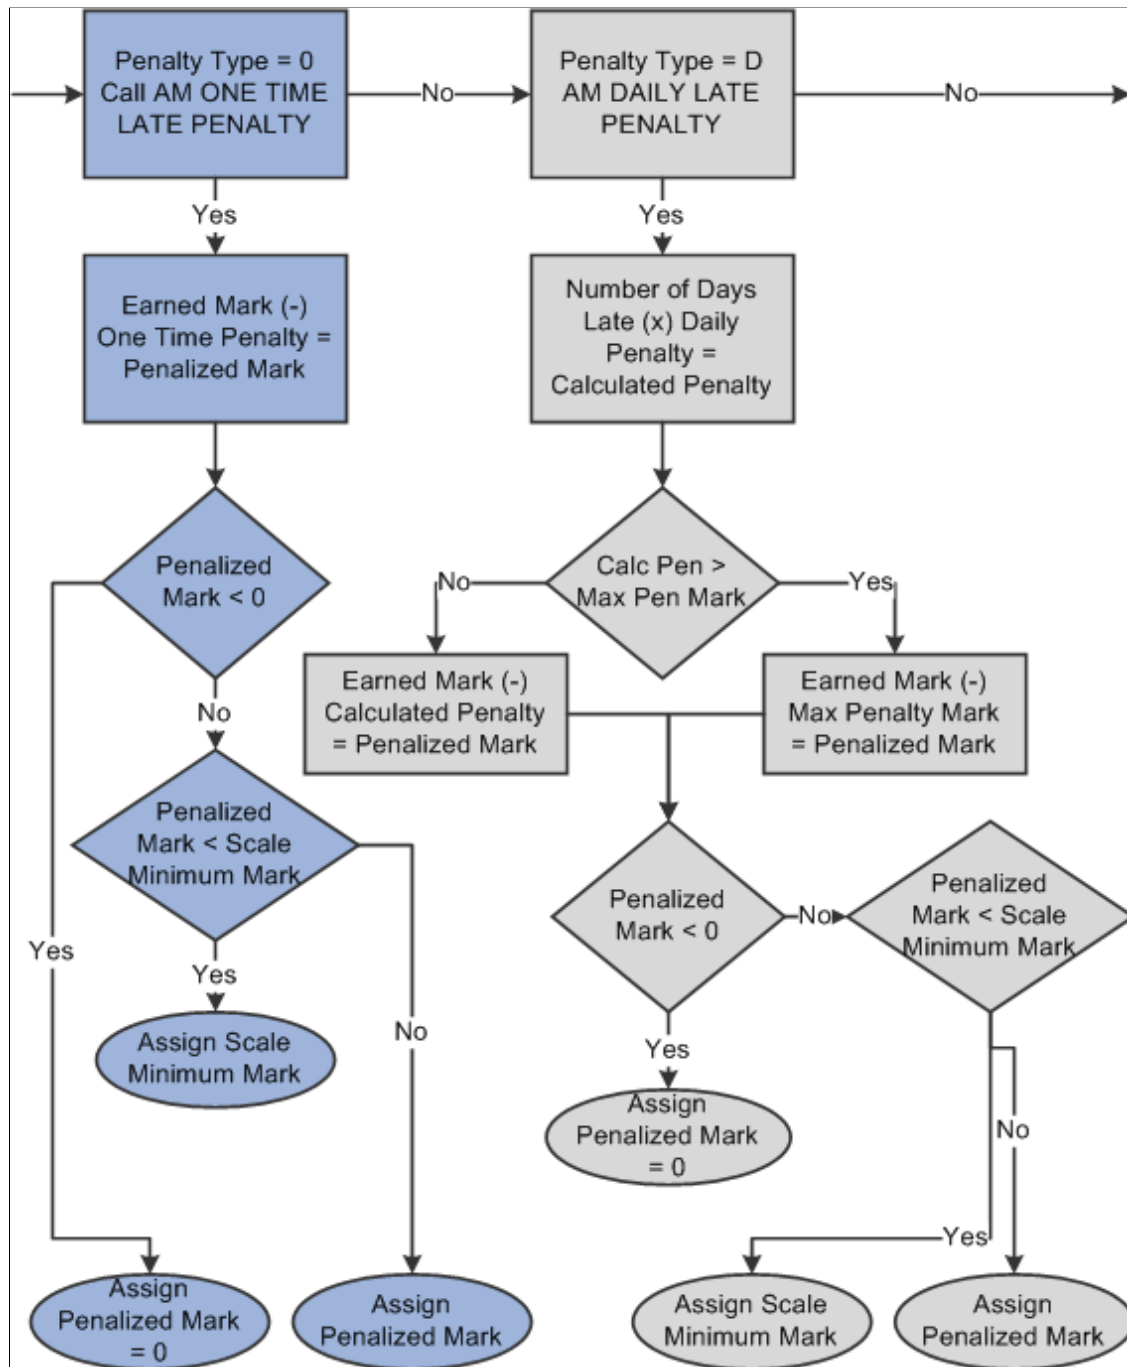 Penalty Type = 0
Call AM ONE TIME
LATE PENALTY
No
Penalty Type = D
AM DAILY LATE
PENALTY
No
Yes
Yes
Earned Mark (-)
One Time Penalty =
Penalized Mark
Number of Days
Late (x) Daily
Penalty =
Calculated Penalty
Penalized
Mark < 0
No
Calc Pen >
Max Pen Mark
Yes
No
Earned Mark (-)
Calculated Penalty
= Penalized Mark
Earned Mark (-)
Max Penalty Mark
= Penalized Mark
Penalized
Mark < Scale
Minimum Mark
Penalized
Mark < 0
No
Penalized
Mark < Scale
Minimum Mark
Yes
Yes
No
Assign Scale
Minimum Mark
Yes
Assign
Penalized Mark
= 0
No
Yes
Assign
Penalized Mark
= 0
Assign
Penalized Mark
Assign Scale
Minimum Mark
Assign
Penalized Mark